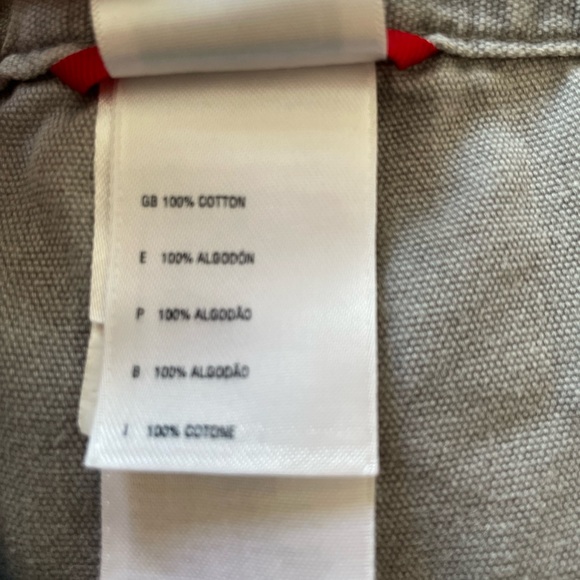 GB 100% COTTON
E 100% ALGODÓN
P 100% ALGODÃO
B 100% ALGODÃO
I 100% COTONE